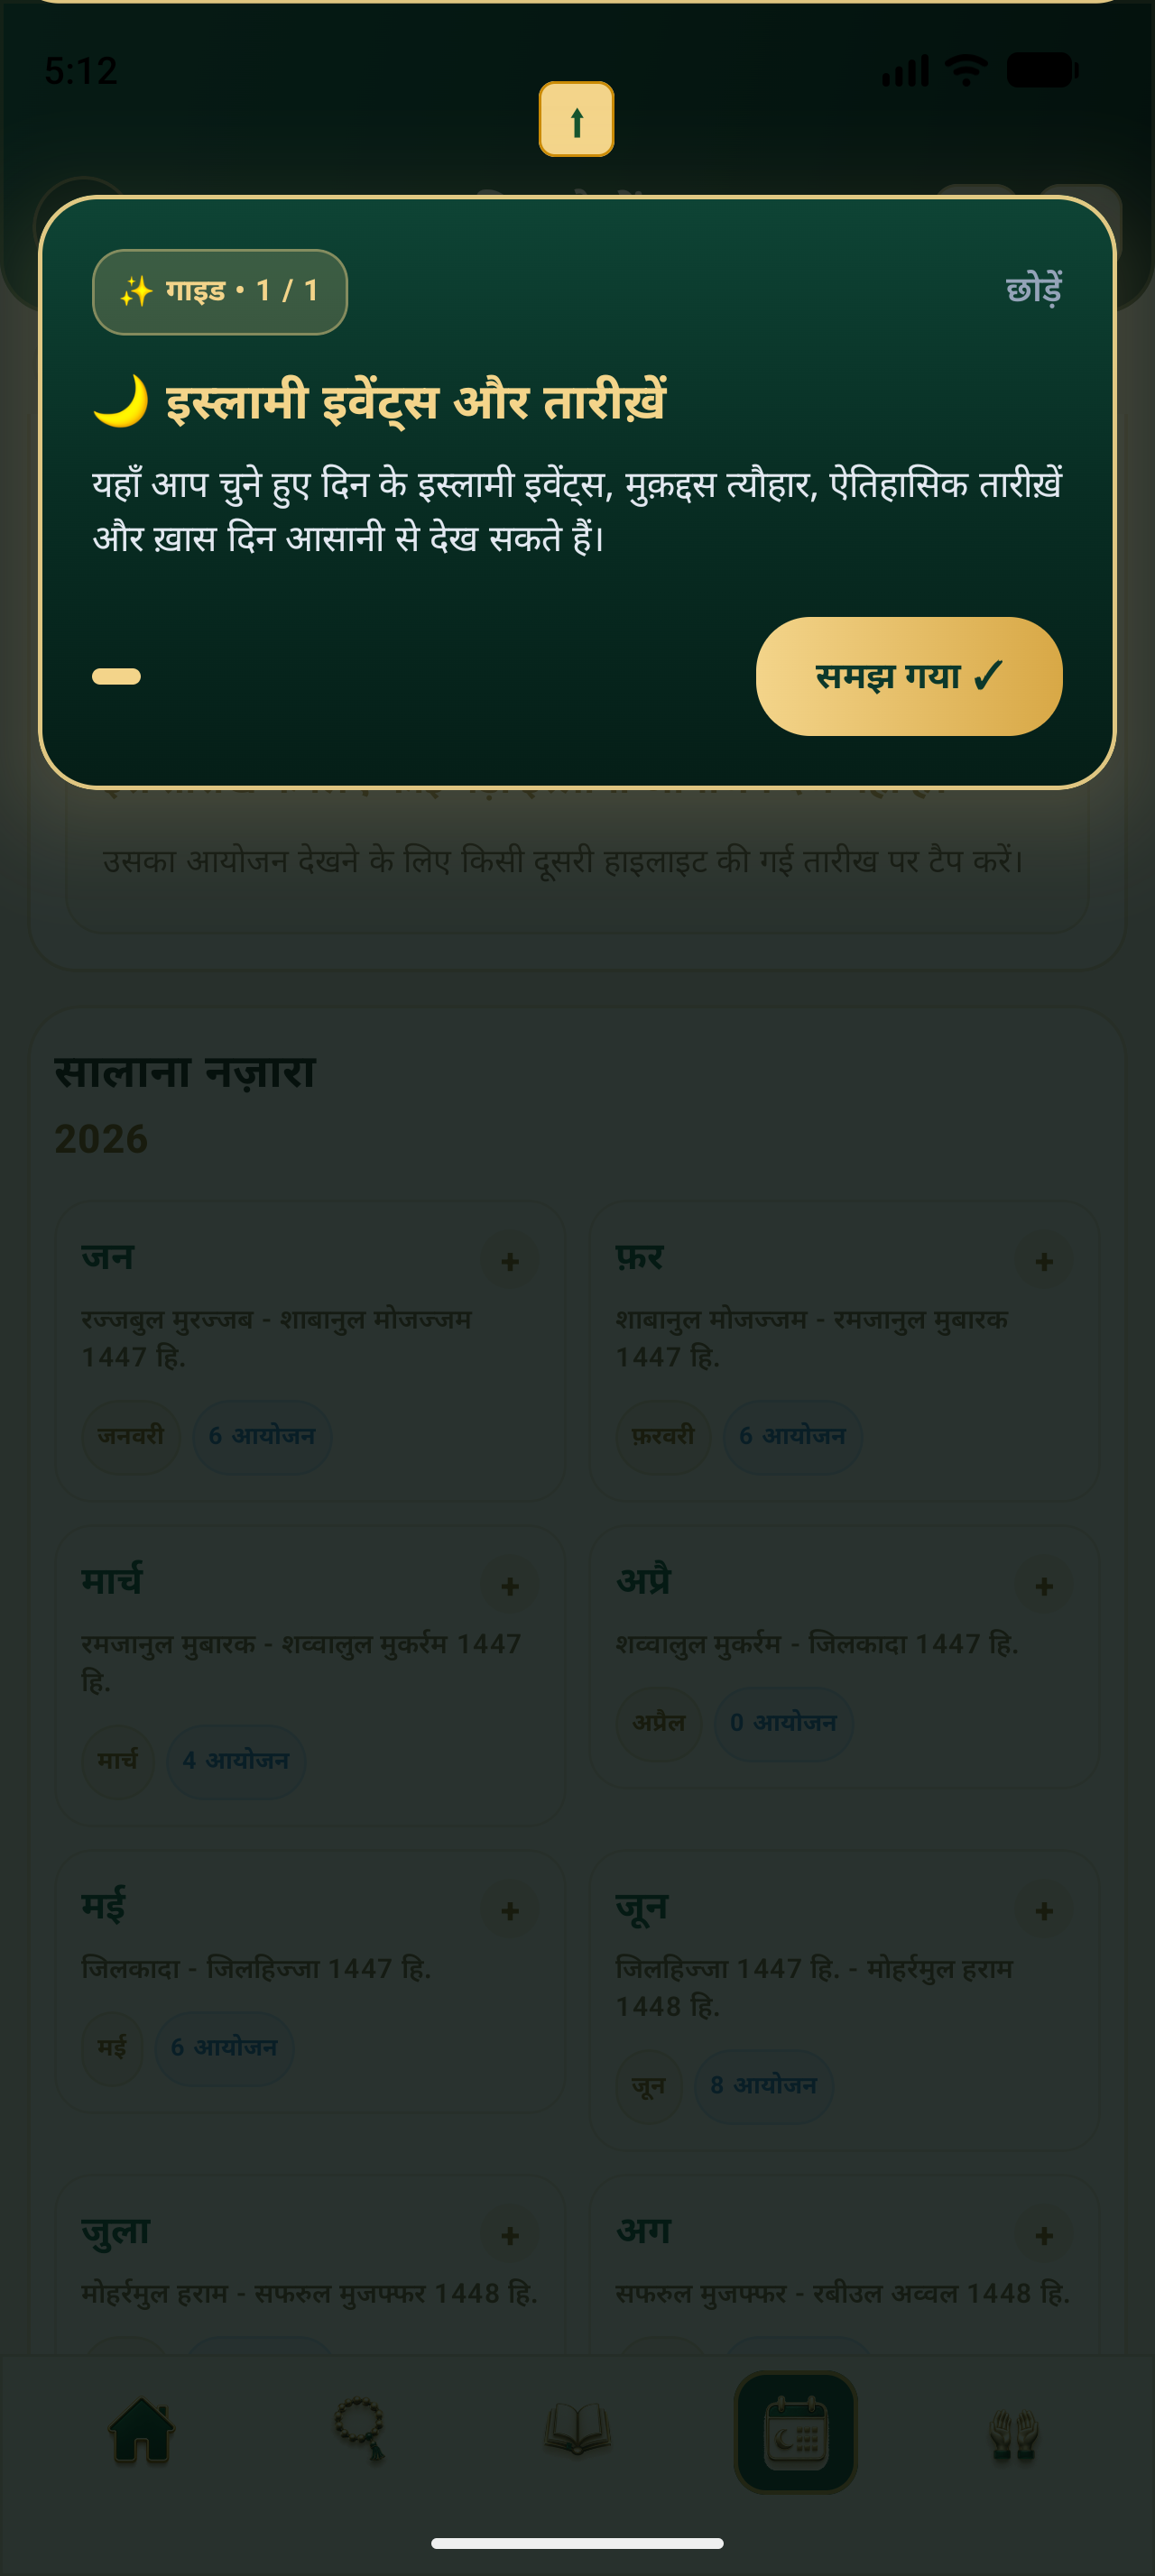 5:12
✨ गाइड • 1 / 1
छोड़ें
🌙 इस्लामी इवेंट्स और तारीख़ें
यहाँ आप चुने हुए दिन के इस्लामी इवेंट्स, मुक़द्दस त्यौहार, ऐतिहासिक तारीख़ें
और ख़ास दिन आसानी से देख सकते हैं।
समझ गया ✓
उसका आयोजन देखने के लिए किसी दूसरी हाइलाइट की गई तारीख पर टैप करें।
सालाना नज़ारा
2026
जन
+
रज्जबुल मुरज्जब - शाबानुल मोजज्जम
1447 हि.
जनवरी
6 आयोजन
फ़र
+
शाबानुल मोजज्जम - रमजानुल मुबारक
1447 हि.
फ़रवरी
6 आयोजन
मार्च
+
रमजानुल मुबारक - शव्वालुल मुकर्रम 1447
हि.
मार्च
4 आयोजन
अप्रै
+
शव्वालुल मुकर्रम - जिलकादा 1447 हि.
अप्रैल
0 आयोजन
मई
+
जिलकादा - जिलहिज्जा 1447 हि.
मई
6 आयोजन
जून
+
जिलहिज्जा 1447 हि. - मोहर्रमुल हराम
1448 हि.
जून
8 आयोजन
जुला
+
मोहर्रमुल हराम - सफरुल मुजफ्फर 1448 हि.
अग
+
सफरुल मुजफ्फर - रबीउल अव्वल 1448 हि.